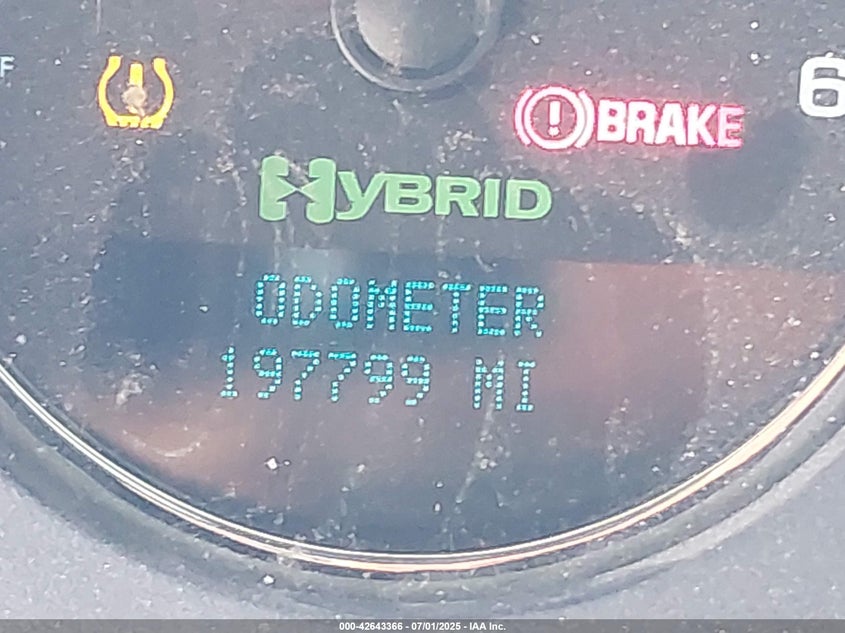 F
6
BRAKE
HYBRID
ODOMETER
197799 MI
000-42643366 - 07/01/2025 - IAA Inc.